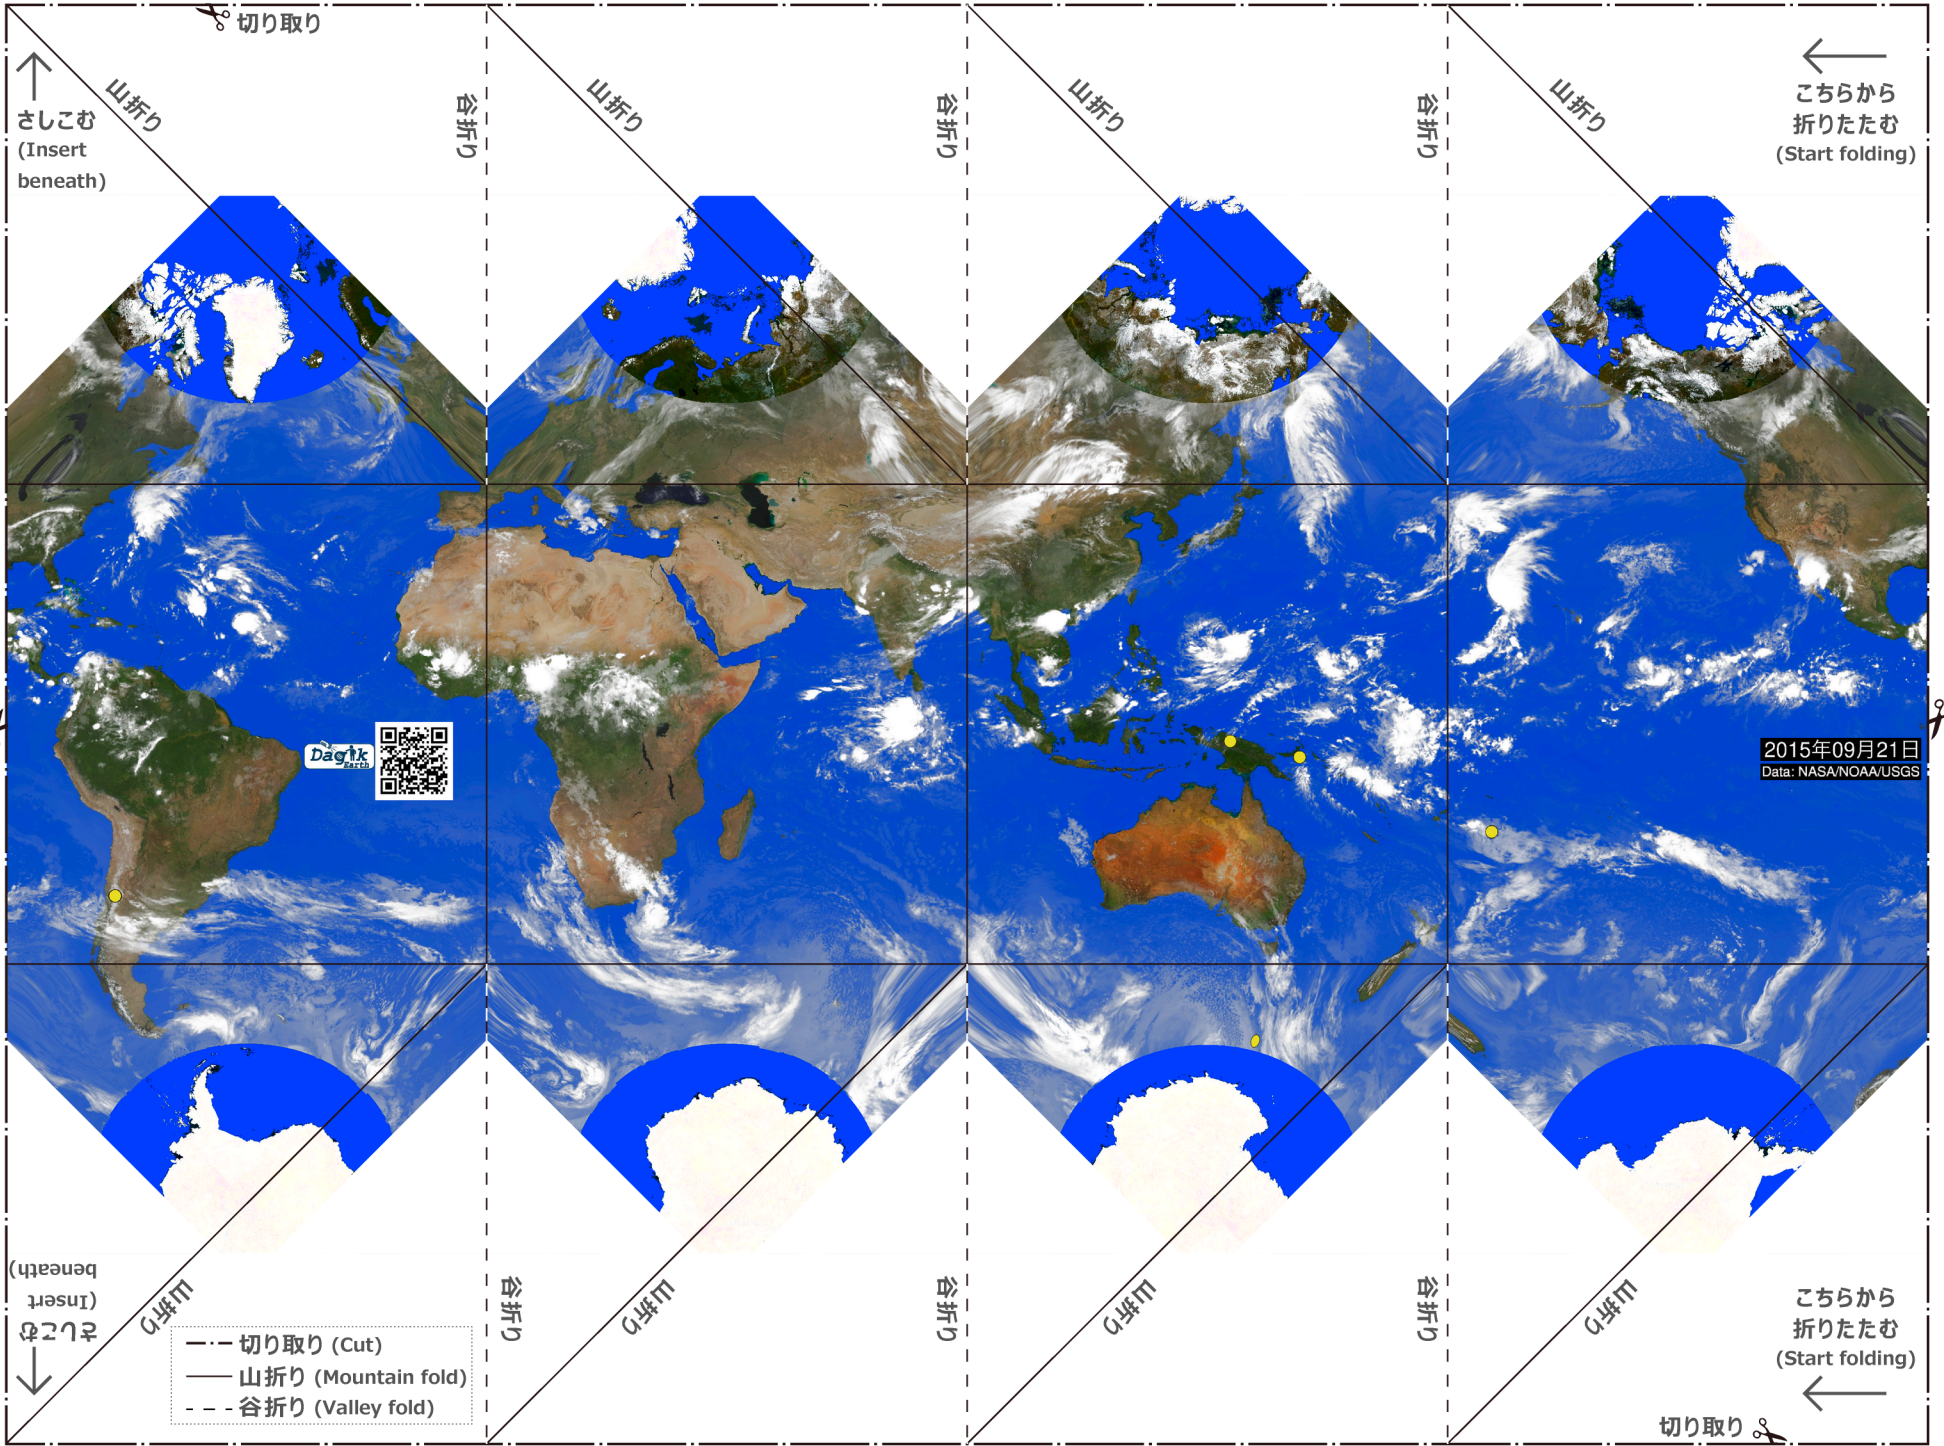 切り取り
山折り
谷折り
山折り
谷折り
山折り
谷折り
山折り
さしこむ
(Insert
beneath)
こちらから
折りたたむ
(Start folding)
Dagik
Earth
2015年09月21日
Data: NASA/NOAA/USGS
さしこむ
(Insert
beneath)
山折り
谷折り
山折り
谷折り
山折り
谷折り
山折り
こちらから
折りたたむ
(Start folding)
切り取り (Cut)
山折り (Mountain fold)
谷折り (Valley fold)
切り取り